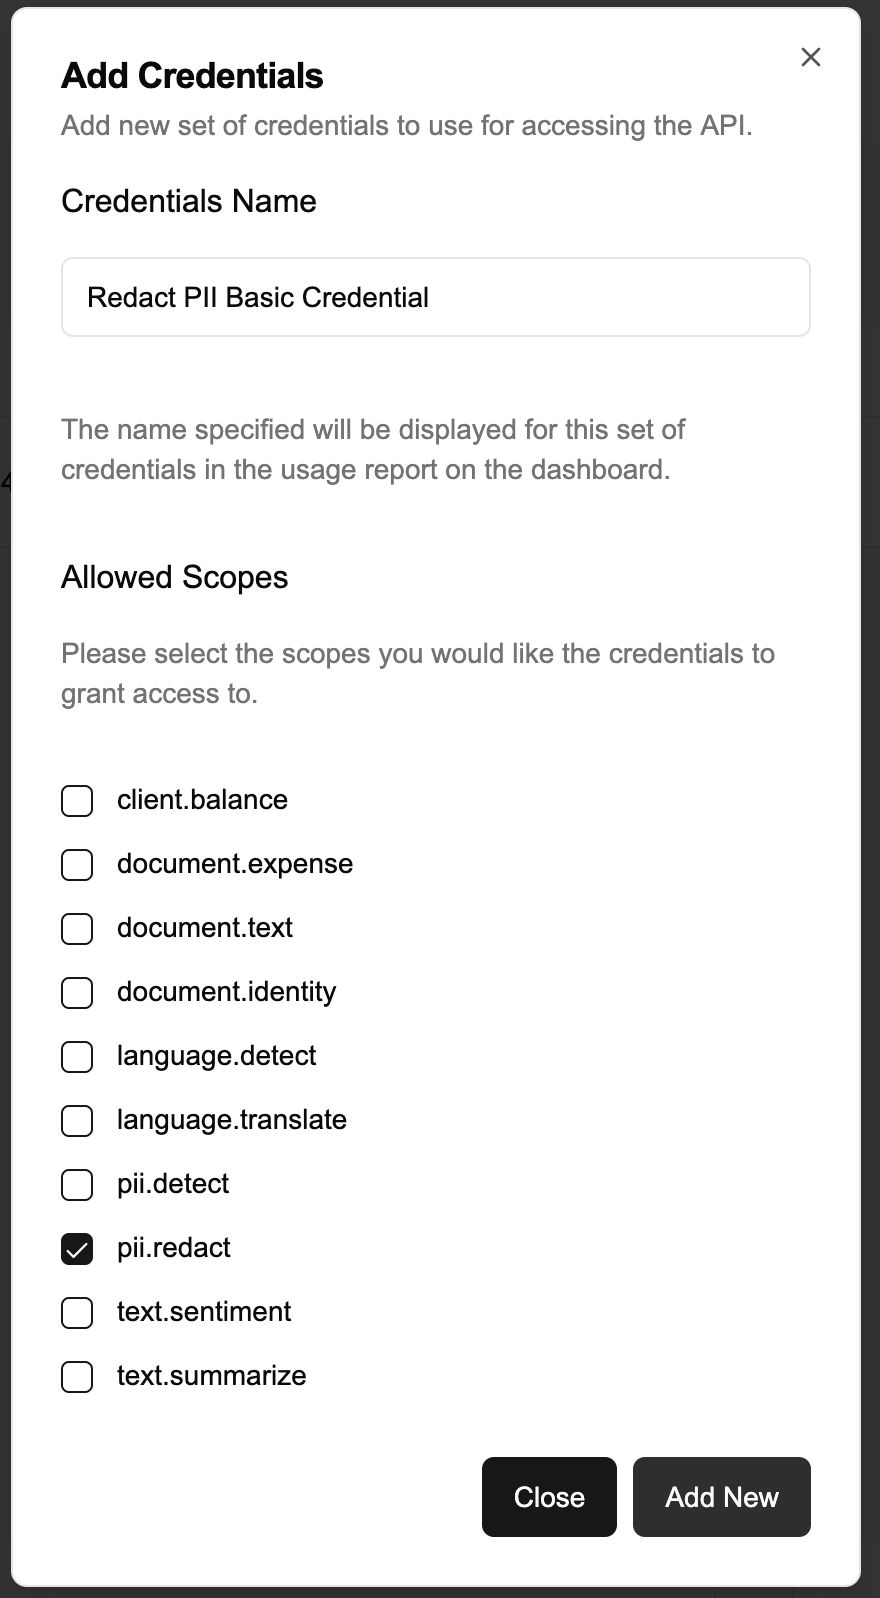 Add Credentials
Add new set of credentials to use for accessing the API.
Credentials Name
Redact PII Basic Credential
The name specified will be displayed for this set of
credentials in the usage report on the dashboard.
4
Allowed Scopes
Please select the scopes you would like the credentials to
grant access to.
client.balance
document.expense
document.text
document.identity
language.detect
language.translate
pii.detect
pii.redact
text.sentiment
text.summarize
Close
Add New